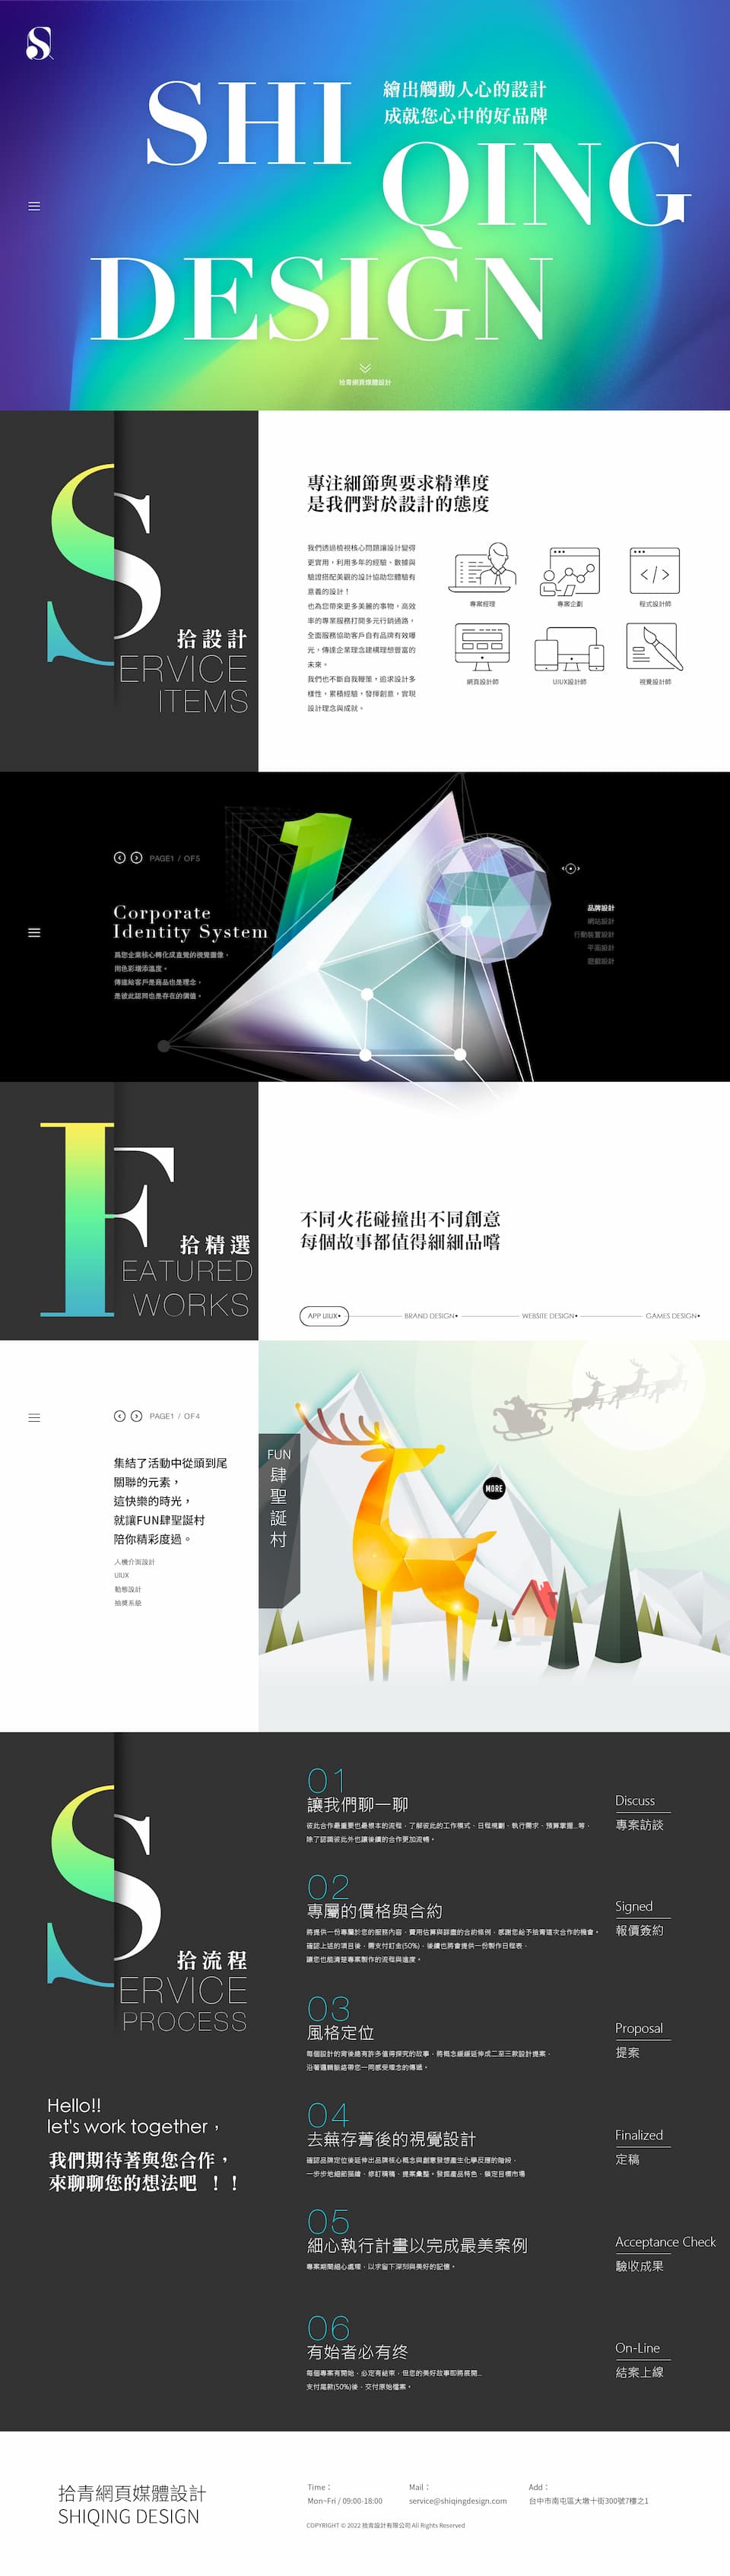 S
SHI
繪出觸動人心的設計
成就您心中的好品牌
QING
DESIGN
拾青網頁媒體設計
S
拾設計
ERVICE
ITEMS
專注細節與要求精準度
是我們對於設計的態度
我們透過檢視核心問題讓設計變得
更實用，利用多年的經驗、數據與
驗證搭配美觀的設計協助您體驗有
意義的設計！
也為您帶來更多美麗的事物，高效
率的專業服務打開多元行銷通路，
全面服務協助客戶自有品牌有效曝
光，傳達企業理念建構理想豐富的
未來。
我們也不斷自我鞭策，追求設計多
樣性，累積經驗，發揮創意，實現
設計理念與成就。
專案經理
專案企劃
程式設計師
網頁設計師
UIUX設計師
視覺設計師
PAGE1 / OF5
1
Corporate
Identity System
為您企業核心轉化成直覺的視覺圖像，
用色彩增添溫度。
傳達給客戶是商品也是理念，
是彼此認同也是存在的價值。
品牌設計
網站設計
行動裝置設計
平面設計
遊戲設計
F
拾精選
EATURED
WORKS
不同火花碰撞出不同創意
每個故事都值得細細品嚐
APP UIUX•
BRAND DESIGN•
WEBSITE DESIGN•
GAMES DESIGN•
PAGE1 / OF4
集結了活動中從頭到尾
關聯的元素，
這快樂的時光，
就讓FUN肆聖誕村
陪你精彩度過。
人機介面設計
UIUX
動態設計
抽獎系統
FUN
肆聖誕村
MORE
S
拾流程
ERVICE
PROCESS
Hello!!
let's work together，
我們期待著與您合作，
來聊聊您的想法吧 ！！
01
讓我們聊一聊
彼此合作最重要也最根本的流程，了解彼此的工作模式、日程規劃、執行需求、預算掌握...等，
除了認識彼此外也讓後續的合作更加流暢。
Discuss
專案訪談
02
專屬的價格與合約
將提供一份專屬於您的服務內容、費用估算與詳盡的合約條例，感謝您給予拾青這次合作的機會。
確認上述的項目後，需支付訂金(50%)，後續也將會提供一份製作日程表，
讓您也能清楚專案製作的流程與進度。
Signed
報價簽約
03
風格定位
每個設計的背後總有許多值得探究的故事，將概念緩緩延伸成二至三款設計提案，
沿著邏輯脈絡帶您一同感受理念的傳遞。
Proposal
提案
04
去蕪存菁後的視覺設計
確認品牌定位後延伸出品牌核心概念與創意發想產生化學反應的階段，
一步步地細節描繪、修訂精稿、提案彙整。發掘產品特色、鎖定目標市場
Finalized
定稿
05
細心執行計畫以完成最美案例
專案期間細心處理，以求留下深刻與美好的記憶。
Acceptance Check
驗收成果
06
有始者必有终
每個專案有開始，必定有結束，但您的美好故事即將展開...
支付尾款(50%)後，交付原始檔案。
On-Line
結案上線
拾青網頁媒體設計
SHIQING DESIGN
Time：
Mon~Fri / 09:00-18:00
Mail：
service@shiqingdesign.com
Add：
台中市南屯區大墩十街300號7樓之1
COPYRIGHT © 2022 拾青設計有限公司 All Rights Reserved